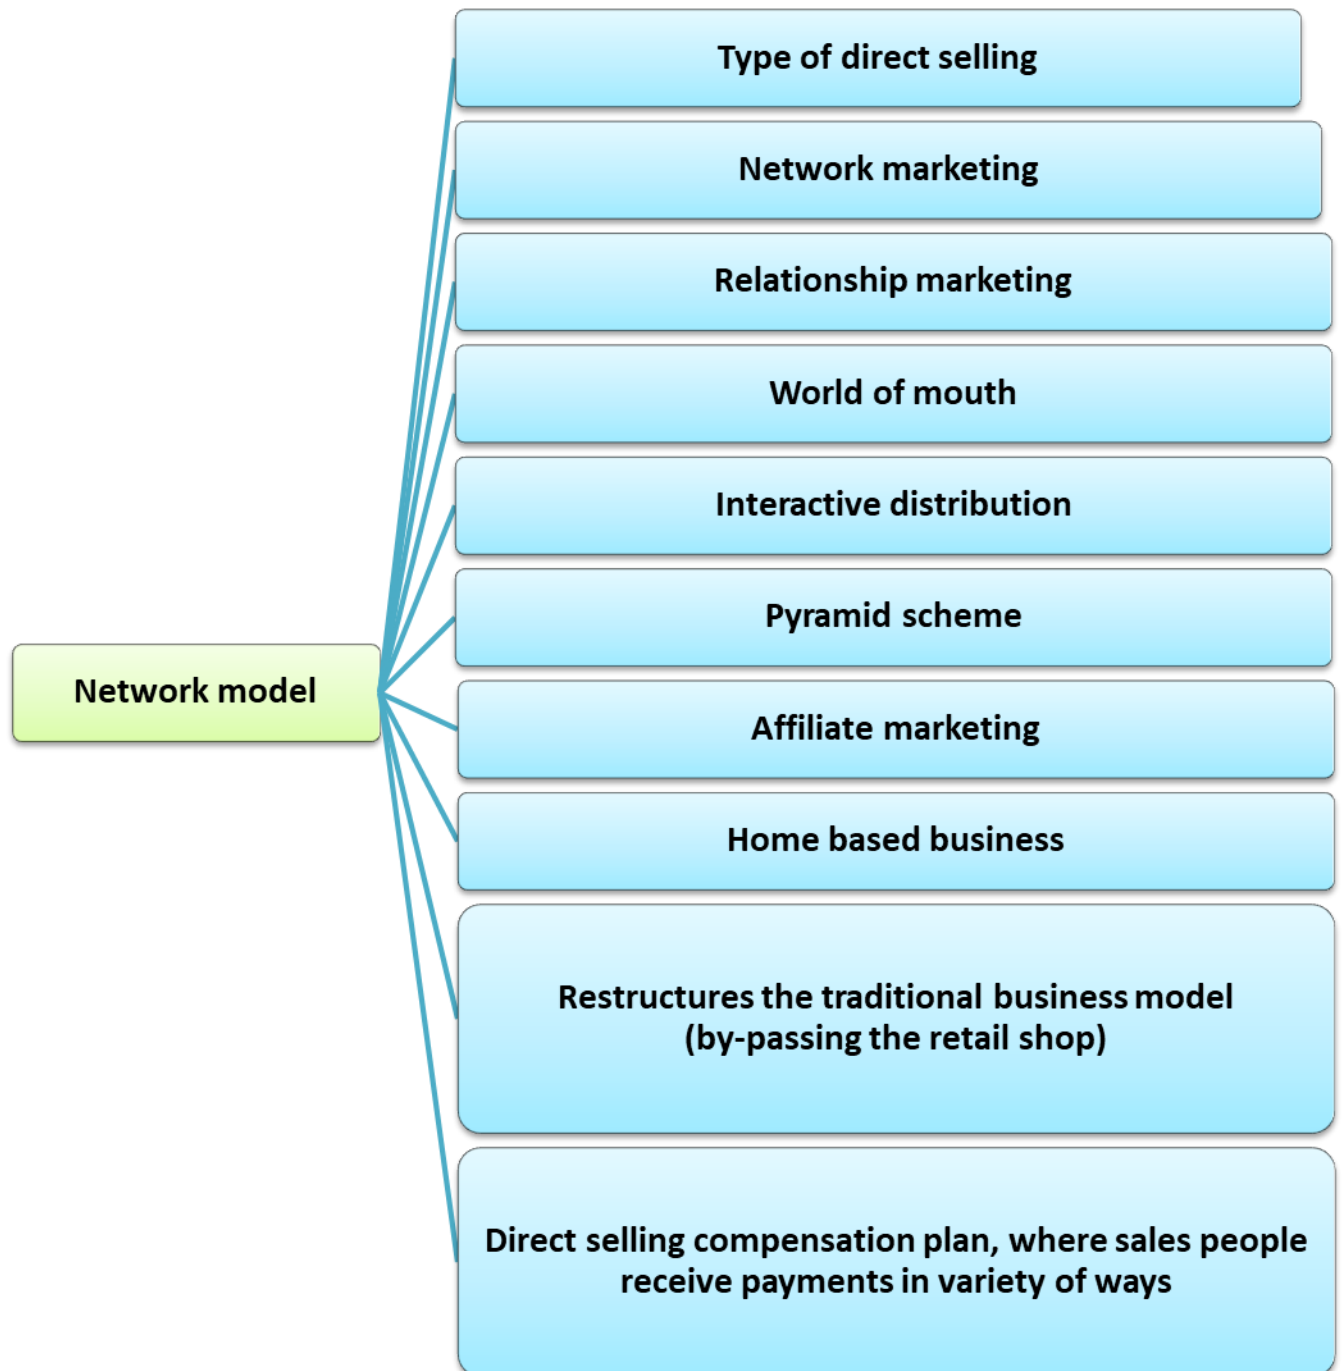 Type of direct selling
Network marketing
Relationship marketing
World of mouth
Interactive distribution
Pyramid scheme
Network model
Affiliate marketing
Home based business
Restructures the traditional business model
(by-passing the retail shop)
Direct selling compensation plan, where sales people
receive payments in variety of ways